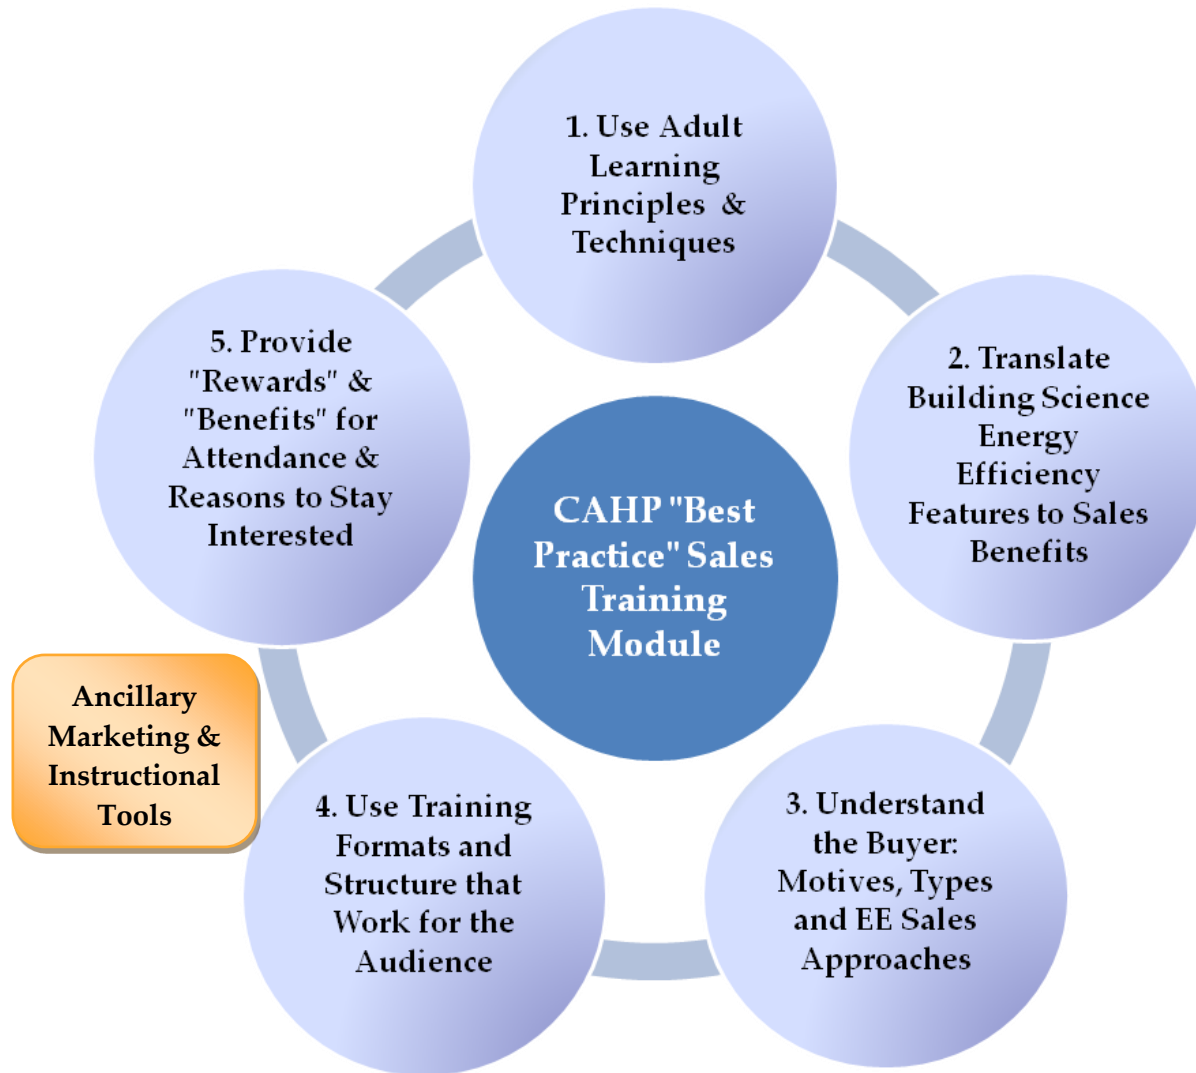 1. Use Adult
Learning
Principles &
Techniques
2. Translate
Building Science
Energy
Efficiency
Features to Sales
Benefits
3. Understand
the Buyer:
Motives, Types
and EE Sales
Approaches
4. Use Training
Formats and
Structure that
Work for the
Audience
5. Provide
"Rewards" &
"Benefits" for
Attendance &
Reasons to Stay
Interested
CAHP "Best
Practice" Sales
Training
Module
Ancillary
Marketing &
Instructional
Tools